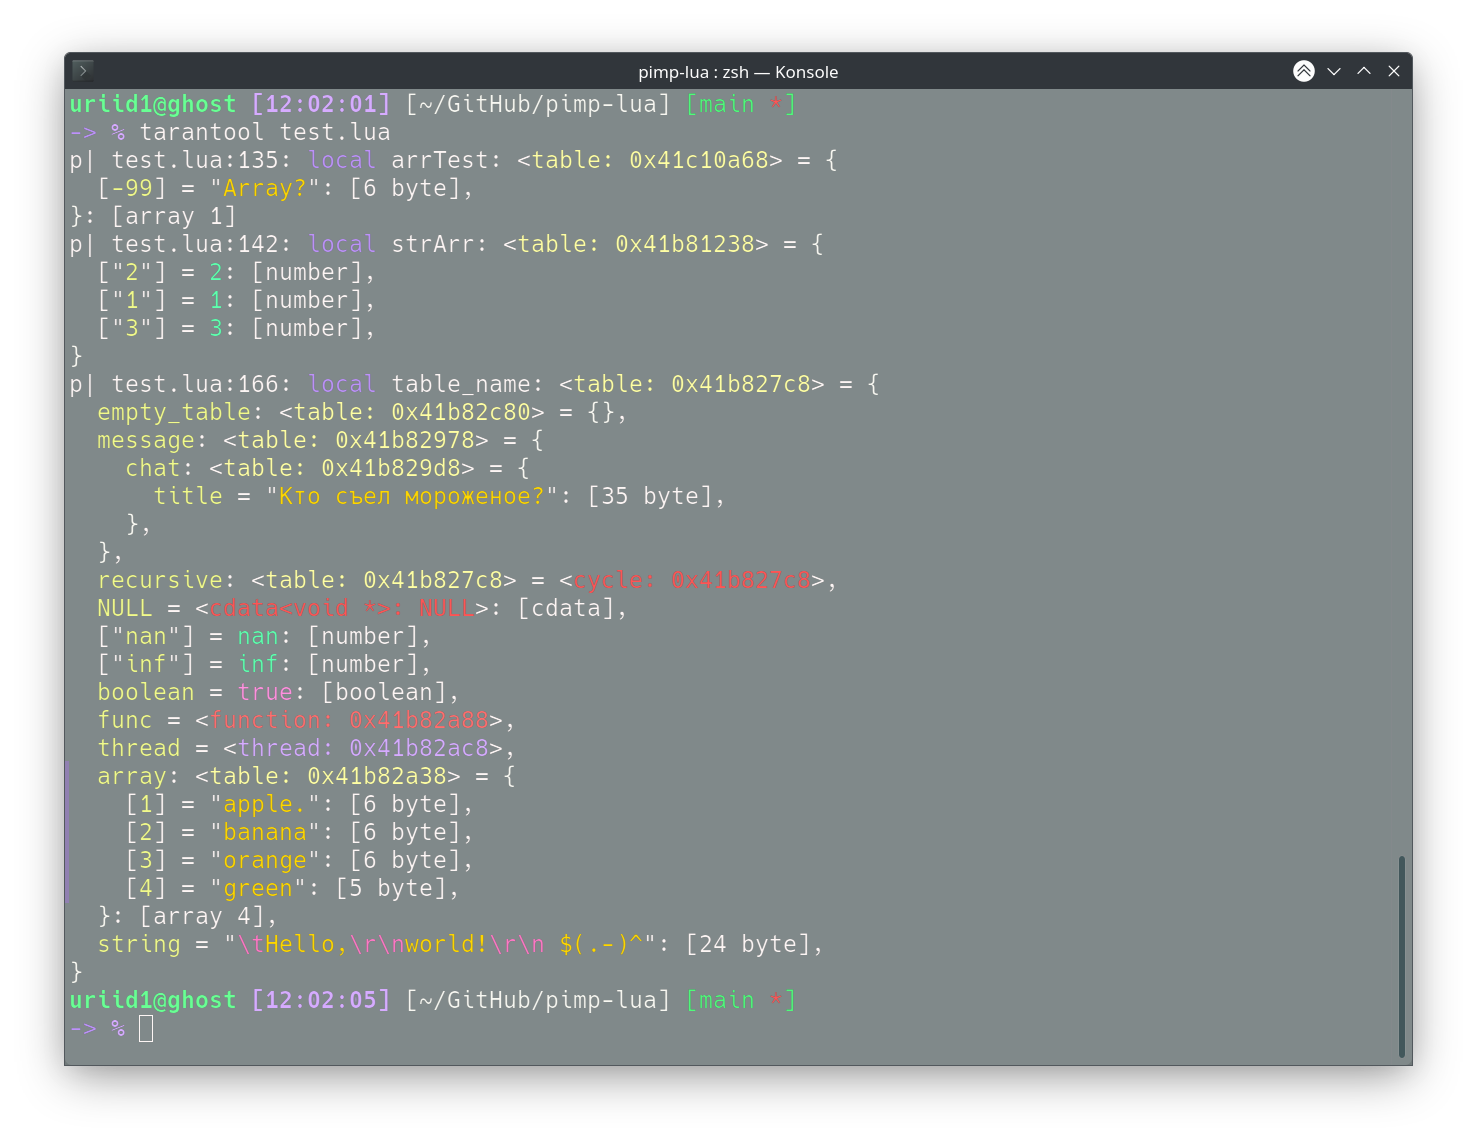 pimp-lua : zsh — Konsole
uriid1@ghost [12:02:01] [~/GitHub/pimp-lua] [main *]
-> % tarantool test.lua
p| test.lua:135: local arrTest: <table: 0x41c10a68> = {
  [-99] = "Array?": [6 byte],
}: [array 1]
p| test.lua:142: local strArr: <table: 0x41b81238> = {
  ["2"] = 2: [number],
  ["1"] = 1: [number],
  ["3"] = 3: [number],
}
p| test.lua:166: local table_name: <table: 0x41b827c8> = {
  empty_table: <table: 0x41b82c80> = {},
  message: <table: 0x41b82978> = {
    chat: <table: 0x41b829d8> = {
      title = "Кто съел мороженое?": [35 byte],
    },
  },
  recursive: <table: 0x41b827c8> = <cycle: 0x41b827c8>,
  NULL = <cdata<void *>: NULL>: [cdata],
  ["nan"] = nan: [number],
  ["inf"] = inf: [number],
  boolean = true: [boolean],
  func = <function: 0x41b82a88>,
  thread = <thread: 0x41b82ac8>,
  array: <table: 0x41b82a38> = {
    [1] = "apple.": [6 byte],
    [2] = "banana": [6 byte],
    [3] = "orange": [6 byte],
    [4] = "green": [5 byte],
  }: [array 4],
  string = "\tHello,\r\nworld!\r\n $(.-)^": [24 byte],
}
uriid1@ghost [12:02:05] [~/GitHub/pimp-lua] [main *]
-> %